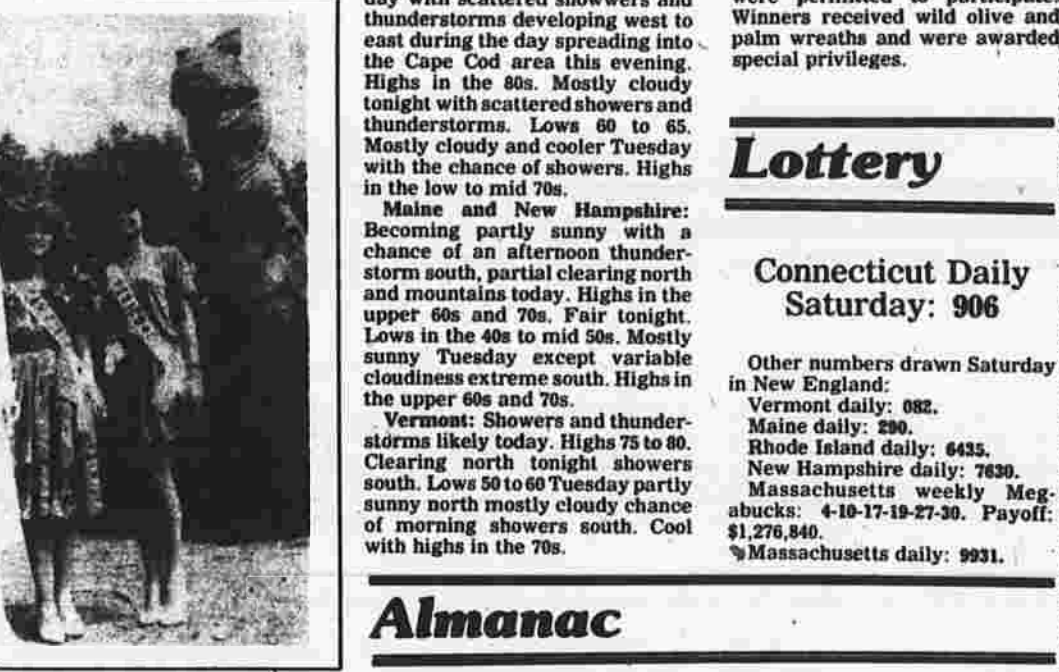 day with scattered showwers and
thunderstorms developing west to
east during the day spreading into
the Cape Cod area this evening.
Highs in the 80s. Mostly cloudy
tonight with scattered showers and
thunderstorms. Lows 60 to 65.
Mostly cloudy and cooler Tuesday
with the chance of showers. Highs
in the low to mid 70s.
Maine and New Hampshire:
Becoming partly sunny with a
chance of an afternoon thunder-
storm south, partial clearing north
and mountains today. Highs in the
upper 60s and 70s. Fair tonight.
Lows in the 40s to mid 50s. Mostly
sunny Tuesday except variable
cloudiness extreme south. Highs in
the upper 60s and 70s.
Vermont: Showers and thunder-
storms likely today. Highs 75 to 80.
Clearing north tonight showers
south. Lows 50 to 60 Tuesday partly
sunny north mostly cloudy chance
of morning showers south. Cool
with highs in the 70s.
were permitted to participate.
Winners received wild olive and
palm wreaths and were awarded
special privileges.
Lottery
Connecticut Daily
Saturday: 906
Other numbers drawn Saturday
in New England:
Vermont daily: 082.
Maine daily: 290.
Rhode Island daily: 6435.
New Hampshire daily: 7630.
Massachusetts weekly Meg-
abucks: 4-10-17-19-27-30. Payoff:
$1,276,840.
Massachusetts daily: 9931.
Almanac